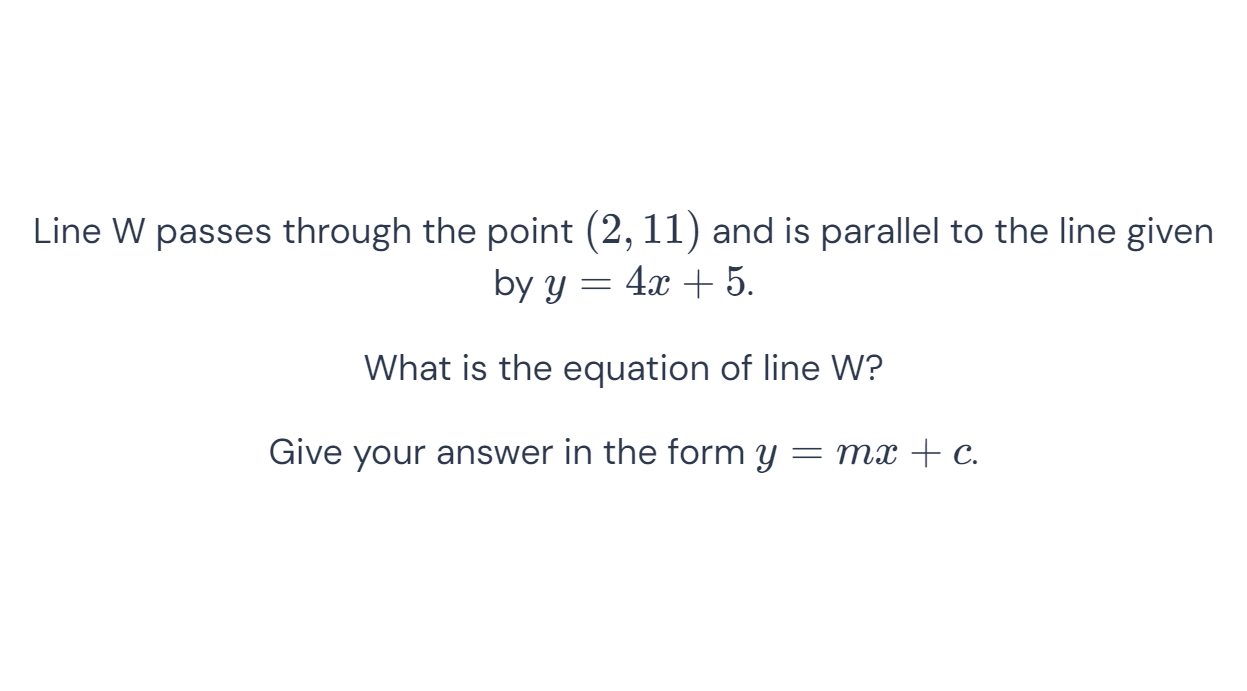 Line W passes through the point (2, 11) and is parallel to the line given
by y = 4x + 5.
What is the equation of line W?
Give your answer in the form y = mx + c.